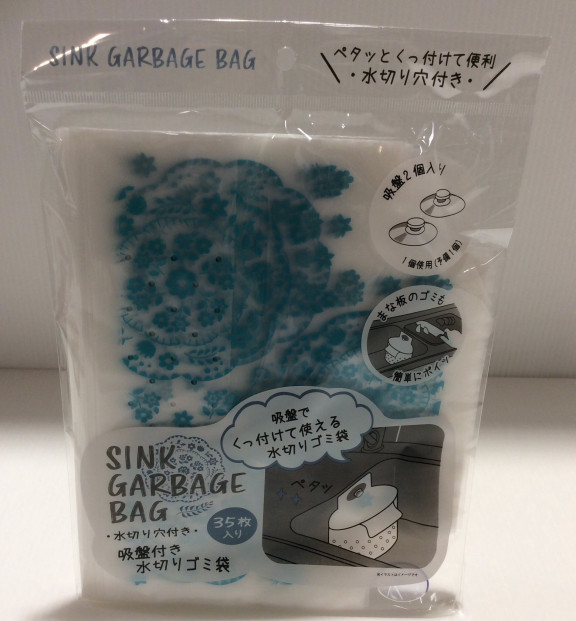 SINK GARBAGE BAG
ペタッとくっ付けて便利
・水切り穴付き・
吸盤2個入り
1個使用(予備1個)
まな板のゴミも
簡単にポイッ
吸盤で
くっ付けて使える
水切りゴミ袋
ペタッ
SINK
GARBAGE
BAG
・水切り穴付き・
35枚
入り
吸盤付き
水切りゴミ袋